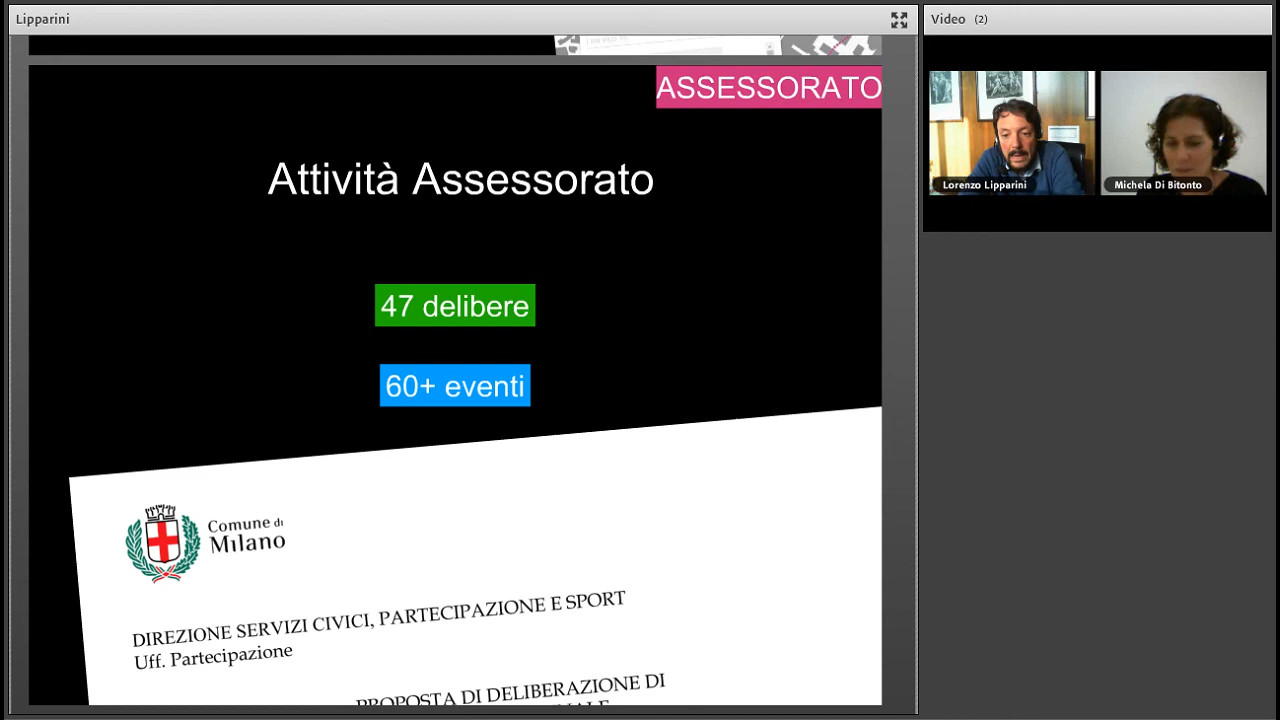 Lipparini
Video (2)
ASSESSORATO
Lorenzo Lipparini
Michela Di Bitonto
Attività Assessorato
47 delibere
60+ eventi
Comune di
Milano
DIREZIONE SERVIZI CIVICI, PARTECIPAZIONE E SPORT
Uff. Partecipazione
PROPOSTA DI DELIBERAZIONE DI